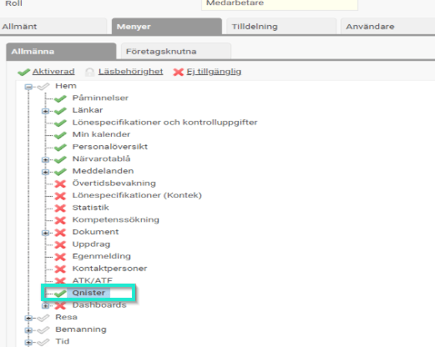 Roll Medarbetare
Allmänt Menyer Tilldelning Användare
Allmänna Företagsknutna
Aktiverad Läsbehörighet Ej tillgänglig
Hem
Påminnelser
Länkar
Lönespecifikationer och kontrolluppgifter
Min kalender
Personalöversikt
Närvarotablå
Meddelanden
Övertidsbevakning
Lönespecifikationer (Kontek)
Statistik
Kompetenssökning
Dokument
Uppdrag
Egenmelding
Kontaktpersoner
ATK/ATF
Qnister
Dashboards
Resa
Bemanning
Tid